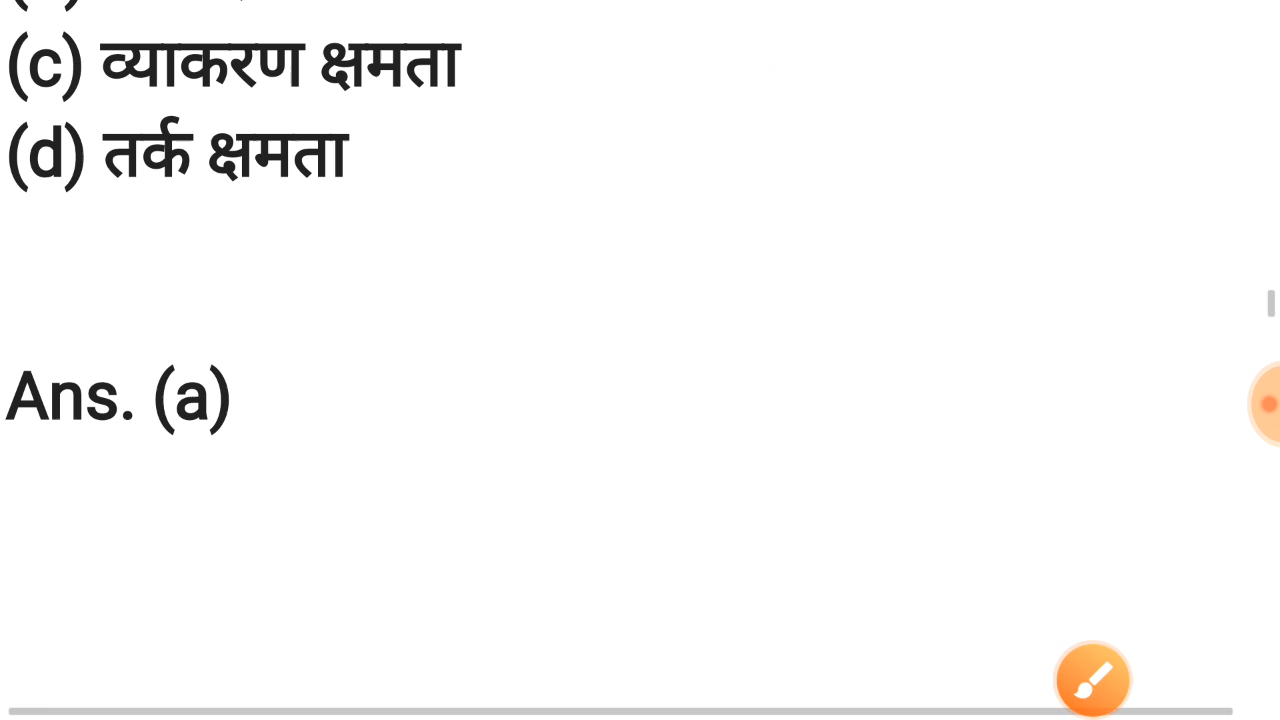 (c) व्याकरण क्षमता
(d) तर्क क्षमता
Ans. (a)